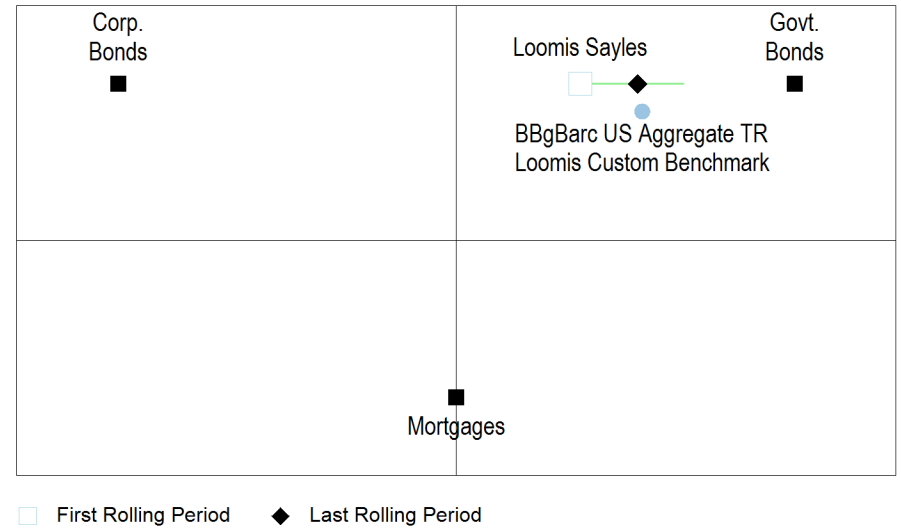 Corp.
Bonds
Loomis Sayles
Govt.
Bonds
BBgBarc US Aggregate TR
Loomis Custom Benchmark
Mortgages
First Rolling Period
Last Rolling Period